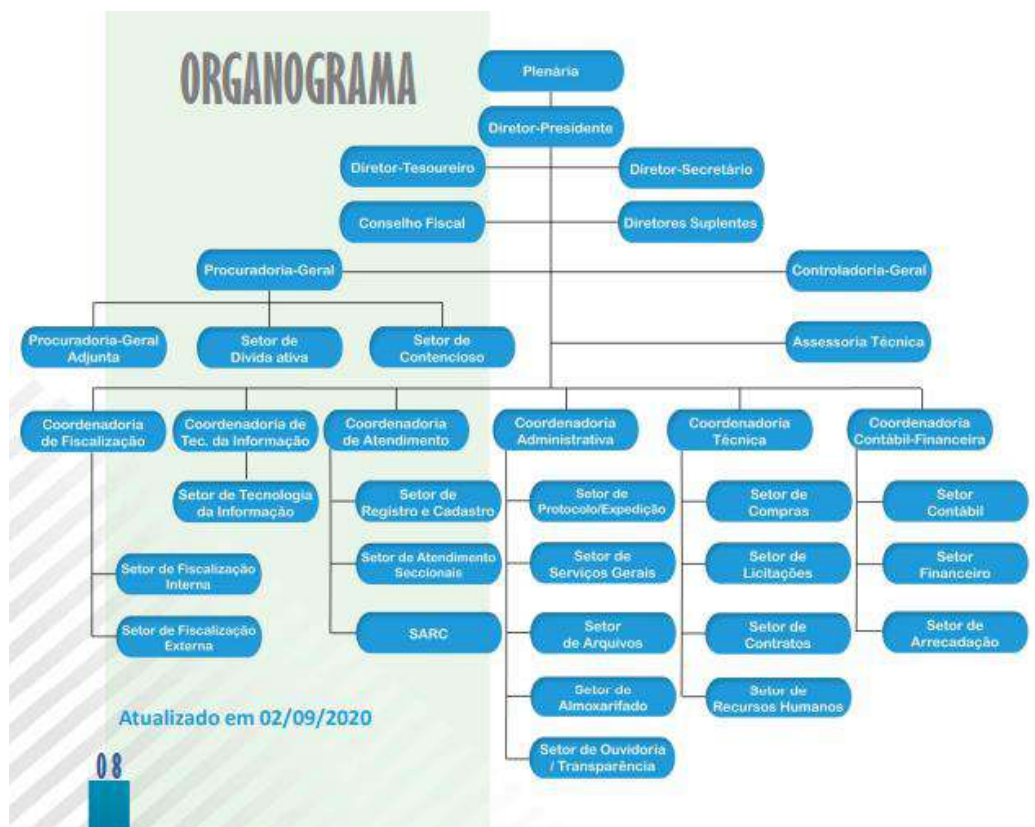 ORGANOGRAMA
Plenária
Diretor-Presidente
Diretor-Tesoureiro
Diretor-Secretário
Conselho Fiscal
Diretores Suplentes
Procuradoria-Geral
Controladoria-Geral
Procuradoria-Geral
Adjunta
Setor de
Dívida ativa
Setor de
Contencioso
Assessoria Técnica
Coordenadoria
de Fiscalização
Coordenadoria de
Tec. da Informação
Coordenadoria
de Atendimento
Coordenadoria
Administrativa
Coordenadoria
Técnica
Coordenadoria
Contábil-Financeira
Setor de Tecnologia
da Informação
Setor de
Registro e Cadastro
Setor de
Protocolo/Expedição
Setor de
Compras
Setor
Contábil
Setor de Fiscalização
Interna
Setor de Atendimento
Seccionais
Setor de
Serviços Gerais
Setor de
Licitações
Setor
Financeiro
Setor de Fiscalização
Externa
SARC
Setor
de Arquivos
Setor de
Contratos
Setor de
Arrecadação
Setor de
Almoxarifado
Setor de
Recursos Humanos
Setor de Ouvidoria
/ Transparência
Atualizado em 02/09/2020
08